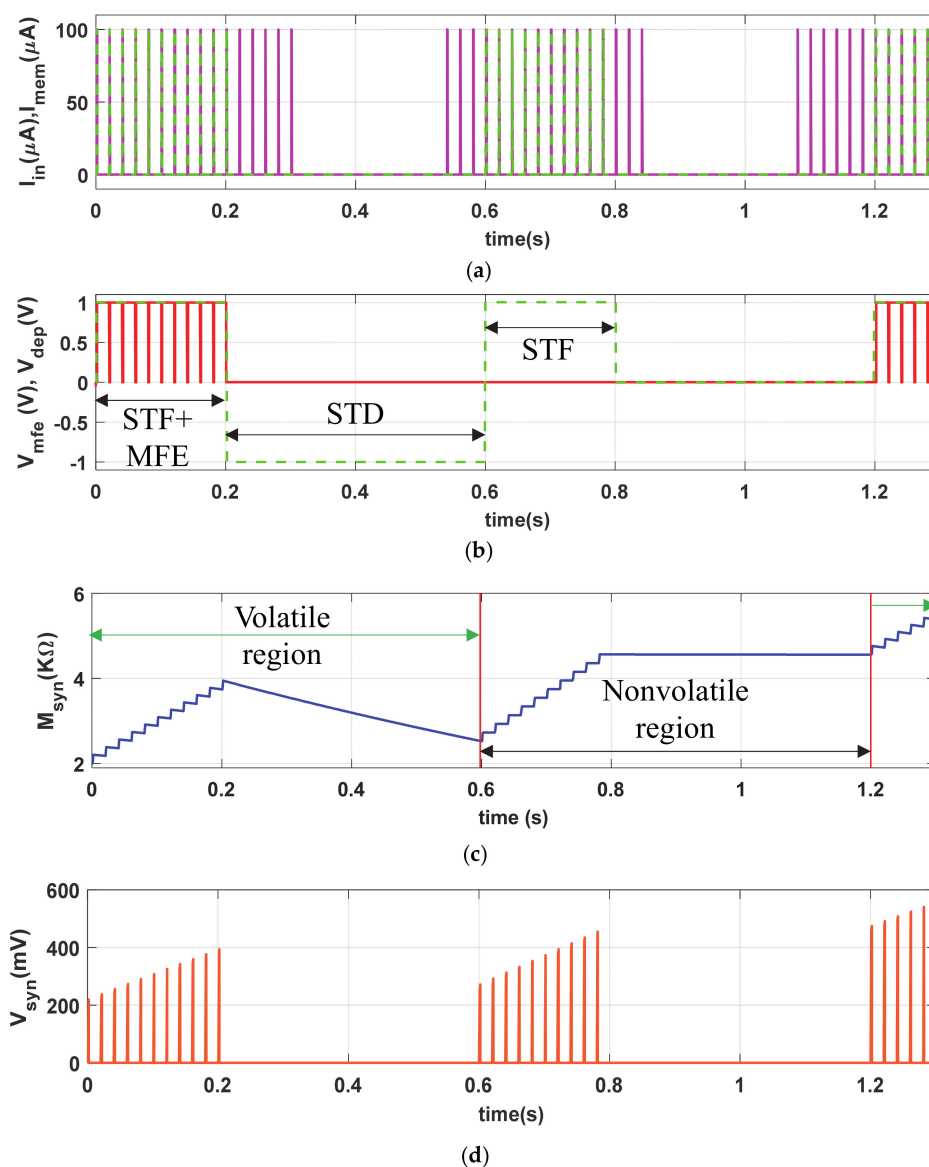 100
50
0
I_in(μA),I_mem(μA)
0 0.2 0.4 0.6 0.8 1 1.2
time(s)
(a)
1
0.5
0
-0.5
-1
V_mfe (V), V_dep(V)
STF
STF+
MFE
STD
0 0.2 0.4 0.6 0.8 1 1.2
time(s)
(b)
6
4
2
M_syn(KΩ)
Volatile
region
Nonvolatile
region
0 0.2 0.4 0.6 0.8 1 1.2
time (s)
(c)
600
400
200
0
V_syn(mV)
0 0.2 0.4 0.6 0.8 1 1.2
time(s)
(d)